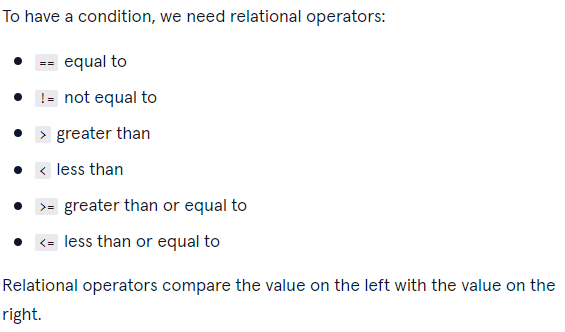 To have a condition, we need relational operators:
== equal to
!= not equal to
> greater than
< less than
>= greater than or equal to
<= less than or equal to
Relational operators compare the value on the left with the value on the
right.